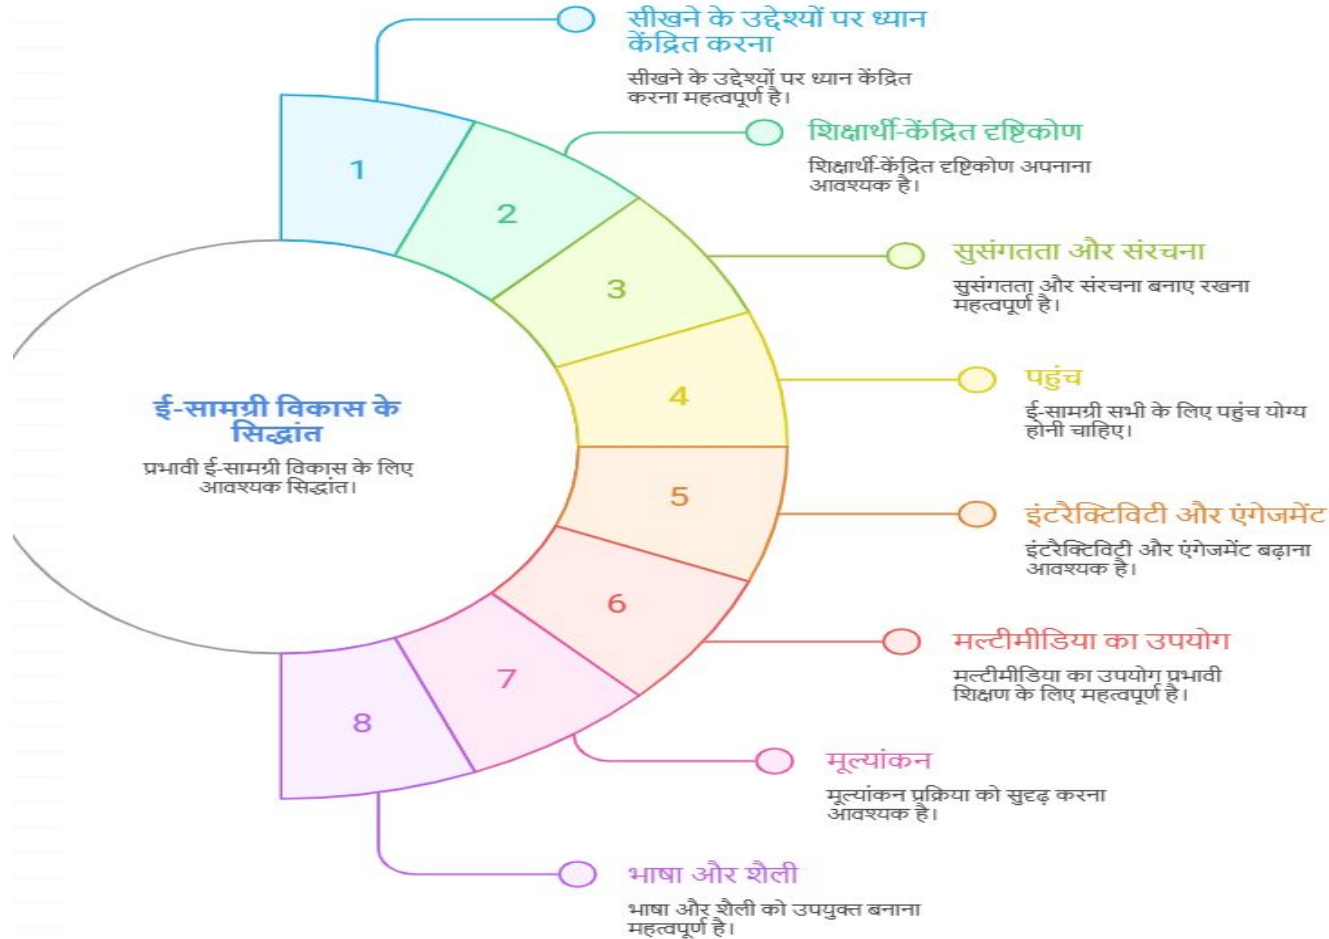 सीखने के उद्देश्यों पर ध्यान
केंद्रित करना
सीखने के उद्देश्यों पर ध्यान केंद्रित
करना महत्वपूर्ण है।
1
शिक्षार्थी-केंद्रित दृष्टिकोण
शिक्षार्थी-केंद्रित दृष्टिकोण अपनाना
आवश्यक है।
2
सुसंगतता और संरचना
सुसंगतता और संरचना बनाए रखना
महत्वपूर्ण है।
3
पहुंच
ई-सामग्री सभी के लिए पहुंच योग्य
होनी चाहिए।
4
ई-सामग्री विकास के
सिद्धांत
प्रभावी ई-सामग्री विकास के लिए
आवश्यक सिद्धांत।
5
इंटरैक्टिविटी और एंगेजमेंट
इंटरैक्टिविटी और एंगेजमेंट बढ़ाना
आवश्यक है।
6
मल्टीमीडिया का उपयोग
मल्टीमीडिया का उपयोग प्रभावी
शिक्षण के लिए महत्वपूर्ण है।
7
मूल्यांकन
मूल्यांकन प्रक्रिया को सुदृढ़ करना
आवश्यक है।
8
भाषा और शैली
भाषा और शैली को उपयुक्त बनाना
महत्वपूर्ण है।